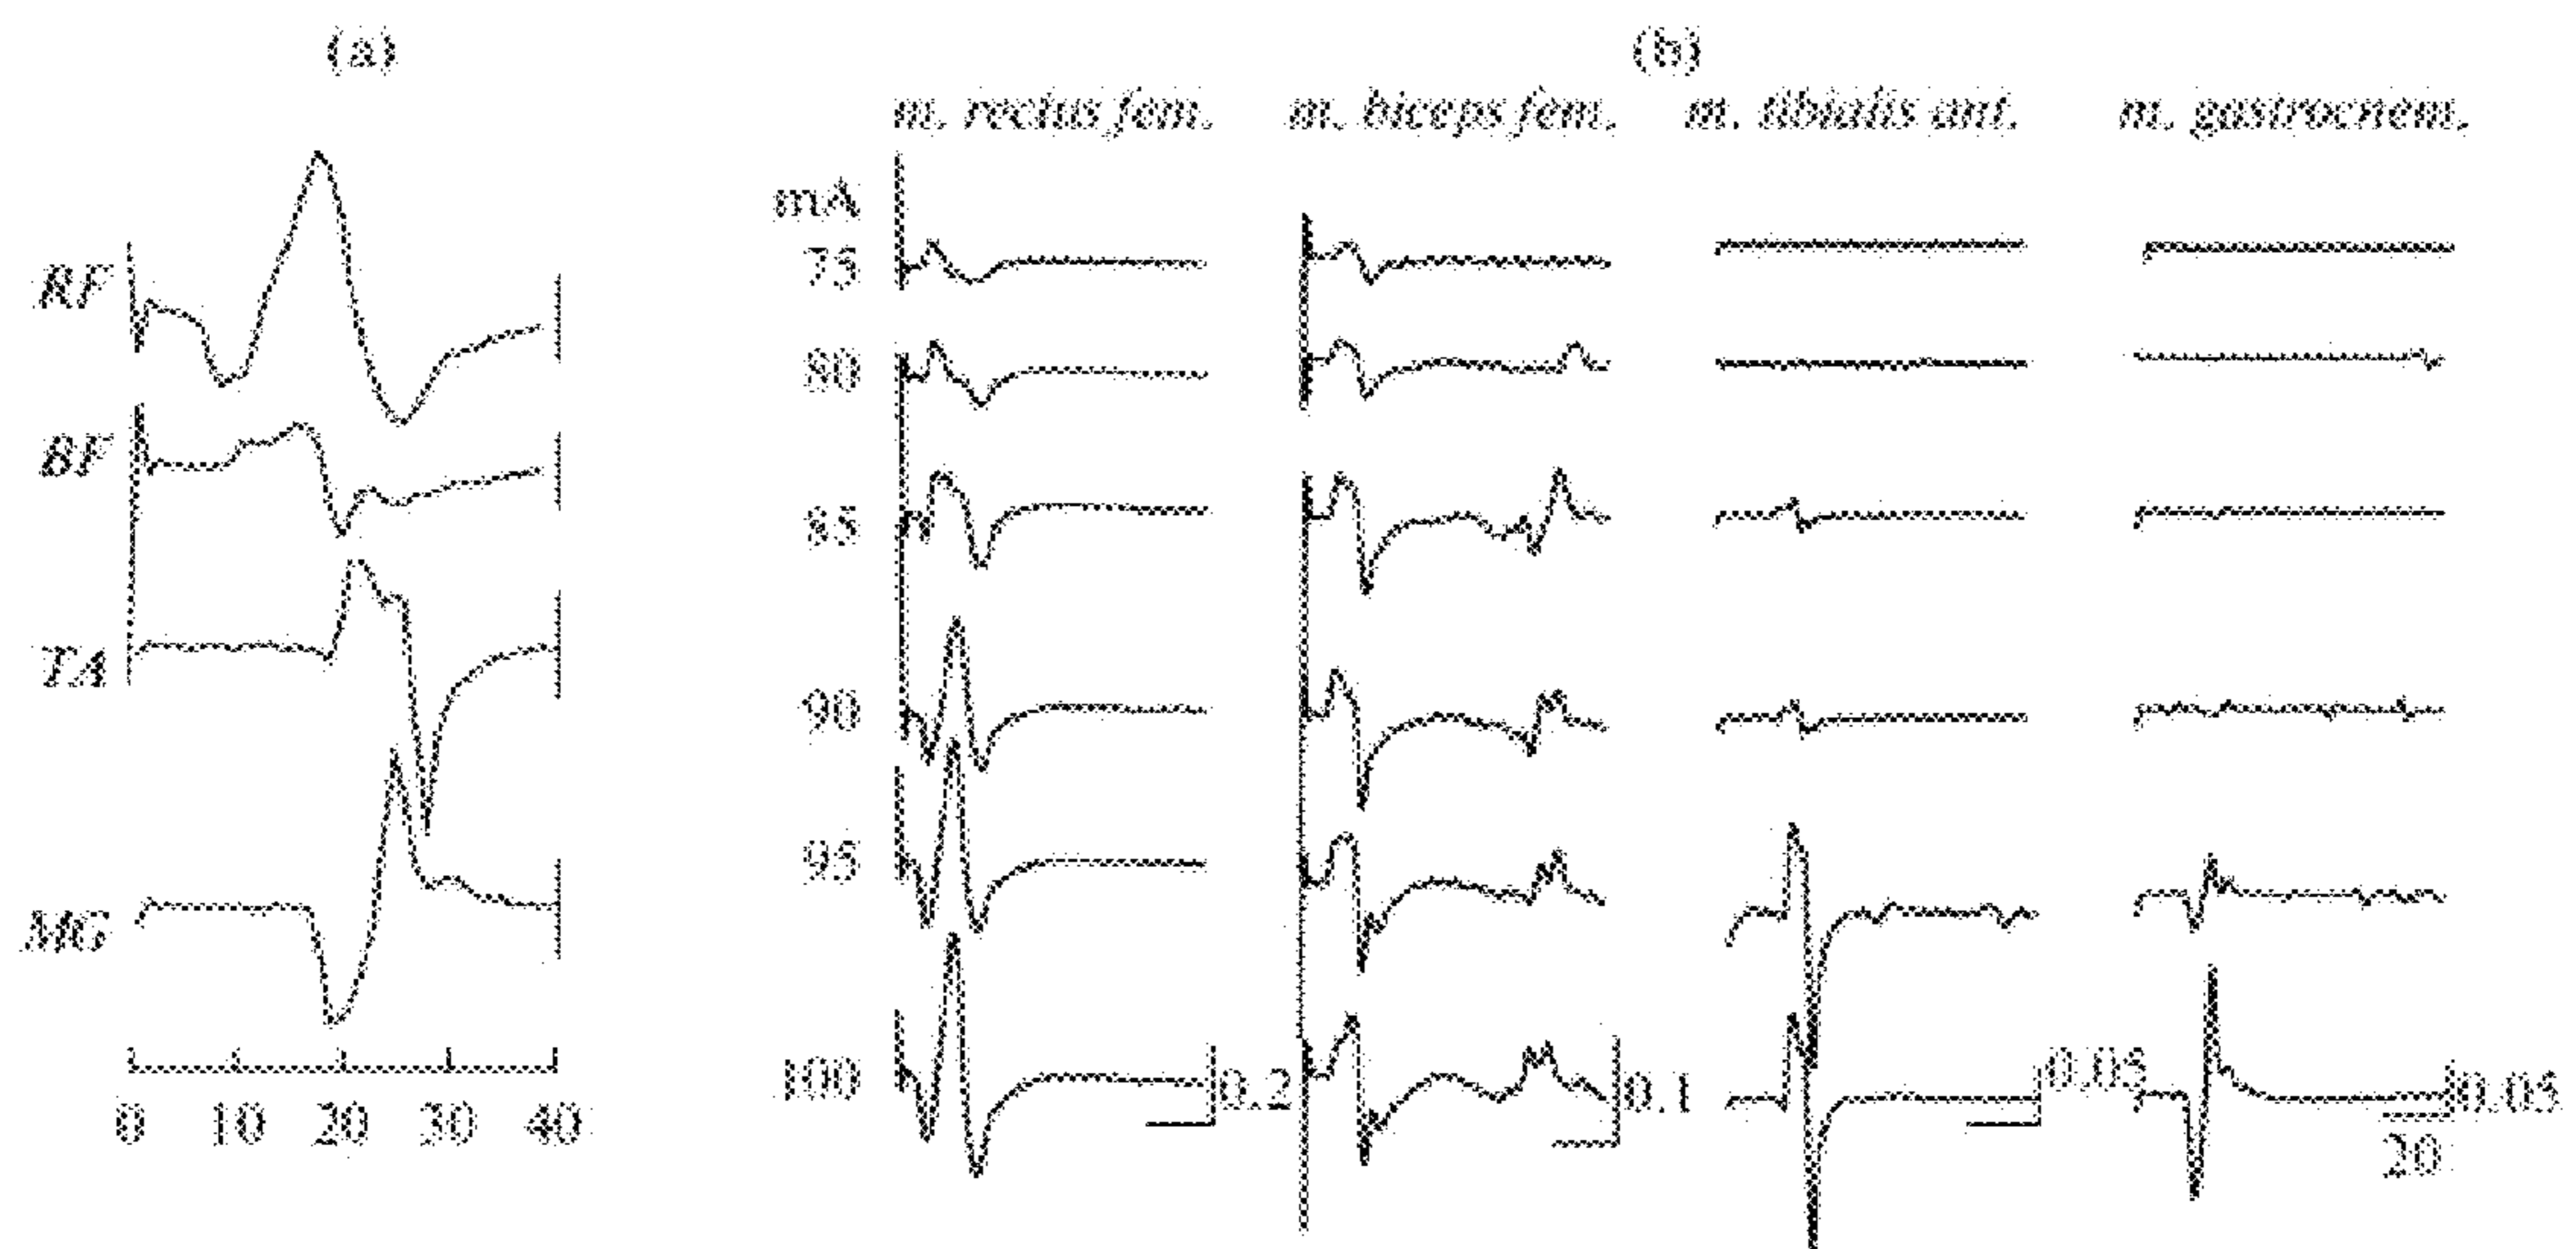 (a)
(b)
m. rectus fem.
m. biceps fem.
m. tibialis ant.
m. gastrocnem.
RF
BF
TA
MG
0 10 20 30 40
mA
75
80
85
90
95
100
0.2
0.1
0.05
0.05
20